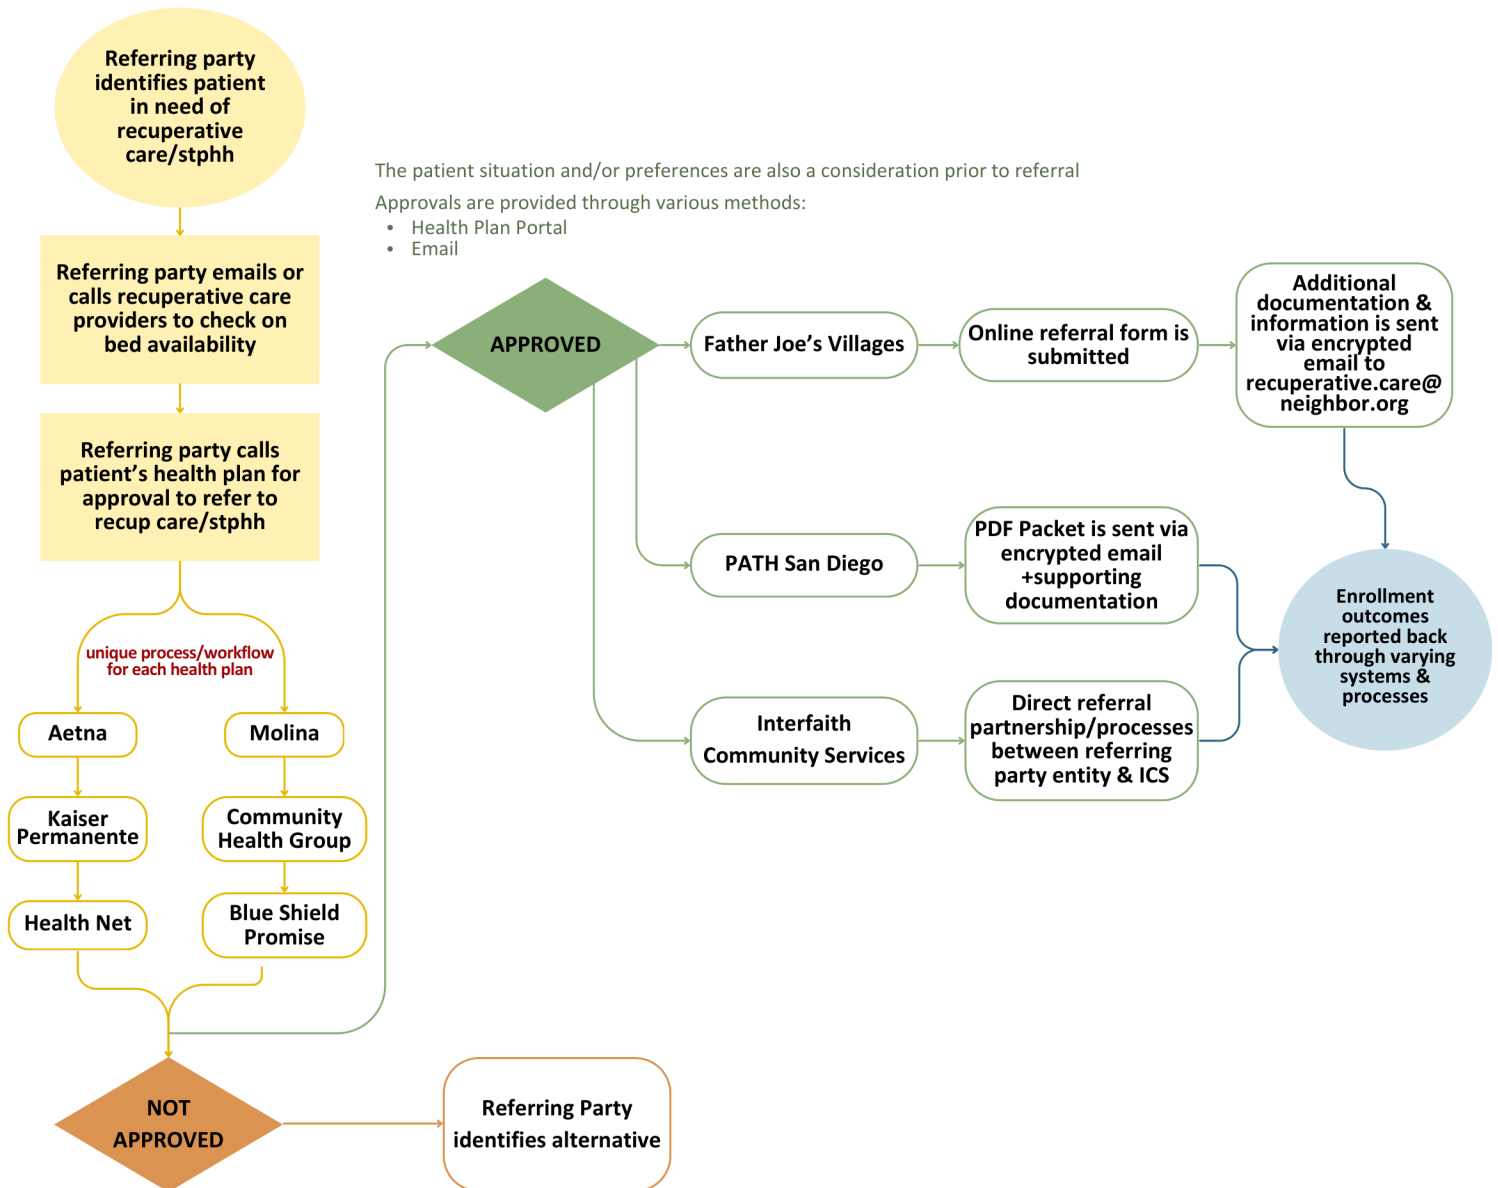 Referring party
identifies patient
in need of
recuperative
care/stphh
Referring party emails or
calls recuperative care
providers to check on
bed availability
Referring party calls
patient's health plan for
approval to refer to
recup care/stphh
unique process/workflow
for each health plan
Aetna
Kaiser
Permanente
Health Net
Molina
Community
Health Group
Blue Shield
Promise
NOT
APPROVED
Referring Party
identifies alternative
The patient situation and/or preferences are also a consideration prior to referral
Approvals are provided through various methods:
• Health Plan Portal
• Email
APPROVED
Father Joe's Villages
Online referral form is
submitted
Additional
documentation &
information is sent
via encrypted
email to
recuperative.care@
neighbor.org
PATH San Diego
PDF Packet is sent via
encrypted email
+supporting
documentation
Interfaith
Community Services
Direct referral
partnership/processes
between referring
party entity & ICS
Enrollment
outcomes
reported back
through varying
systems &
processes